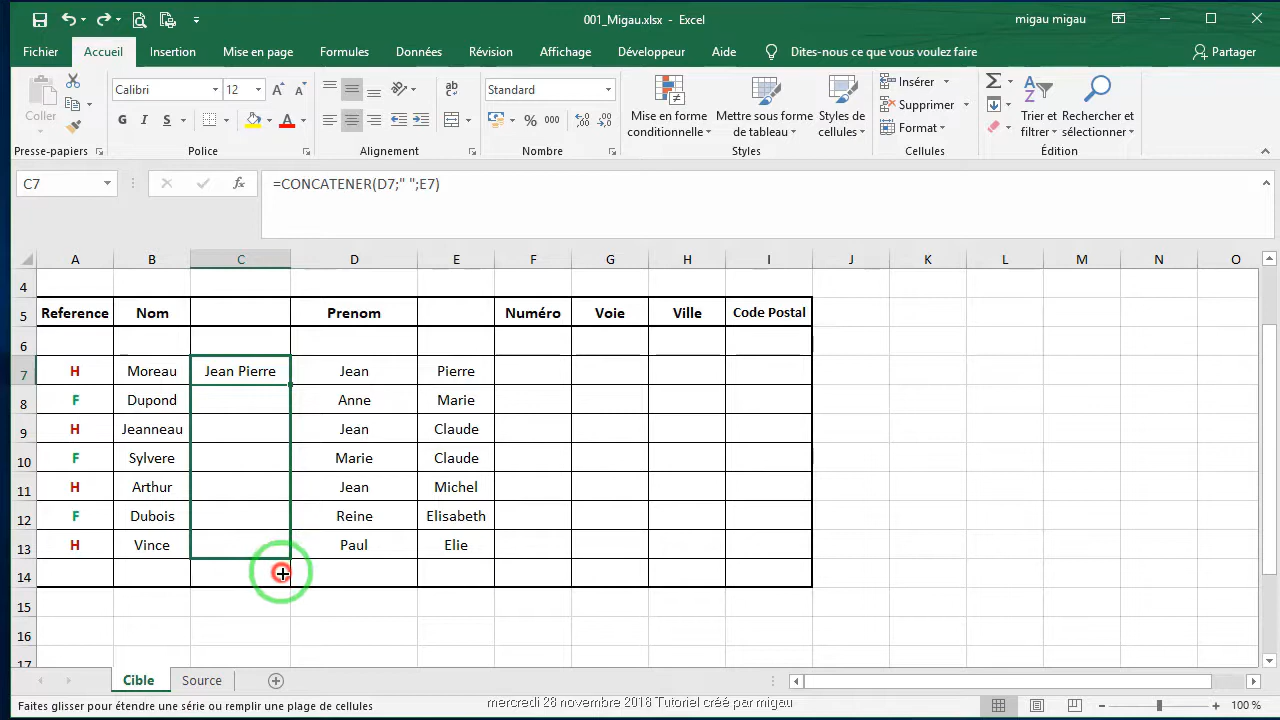 001_Migau.xlsx - Excel
migau migau
Fichier Accueil Insertion Mise en page Formules Données Révision Affichage Développeur Aide Dites-nous ce que vous voulez faire Partager
Coller
Calibri 12
Standard
Mise en forme conditionnelle
Mettre sous forme de tableau
Styles de cellules
Insérer
Supprimer
Format
Trier et filtrer
Rechercher et sélectionner
G I S
A A
% 000
Presse-papiers Police Alignement Nombre Styles Cellules Édition
C7 fx =CONCATENER(D7;" ";E7)
A B C D E F G H I J K L M N O
4
5 Reference Nom Prenom Numéro Voie Ville Code Postal
6
7 H Moreau Jean Pierre Jean Pierre
8 F Dupond Anne Marie
9 H Jeanneau Jean Claude
10 F Sylvere Marie Claude
11 H Arthur Jean Michel
12 F Dubois Reine Elisabeth
13 H Vince Paul Elie
14
15
16
17
Cible Source
Faites glisser pour étendre une série ou remplir une plage de cellules
mercredi 28 novembre 2018 Tutorial créé par migau
100 %